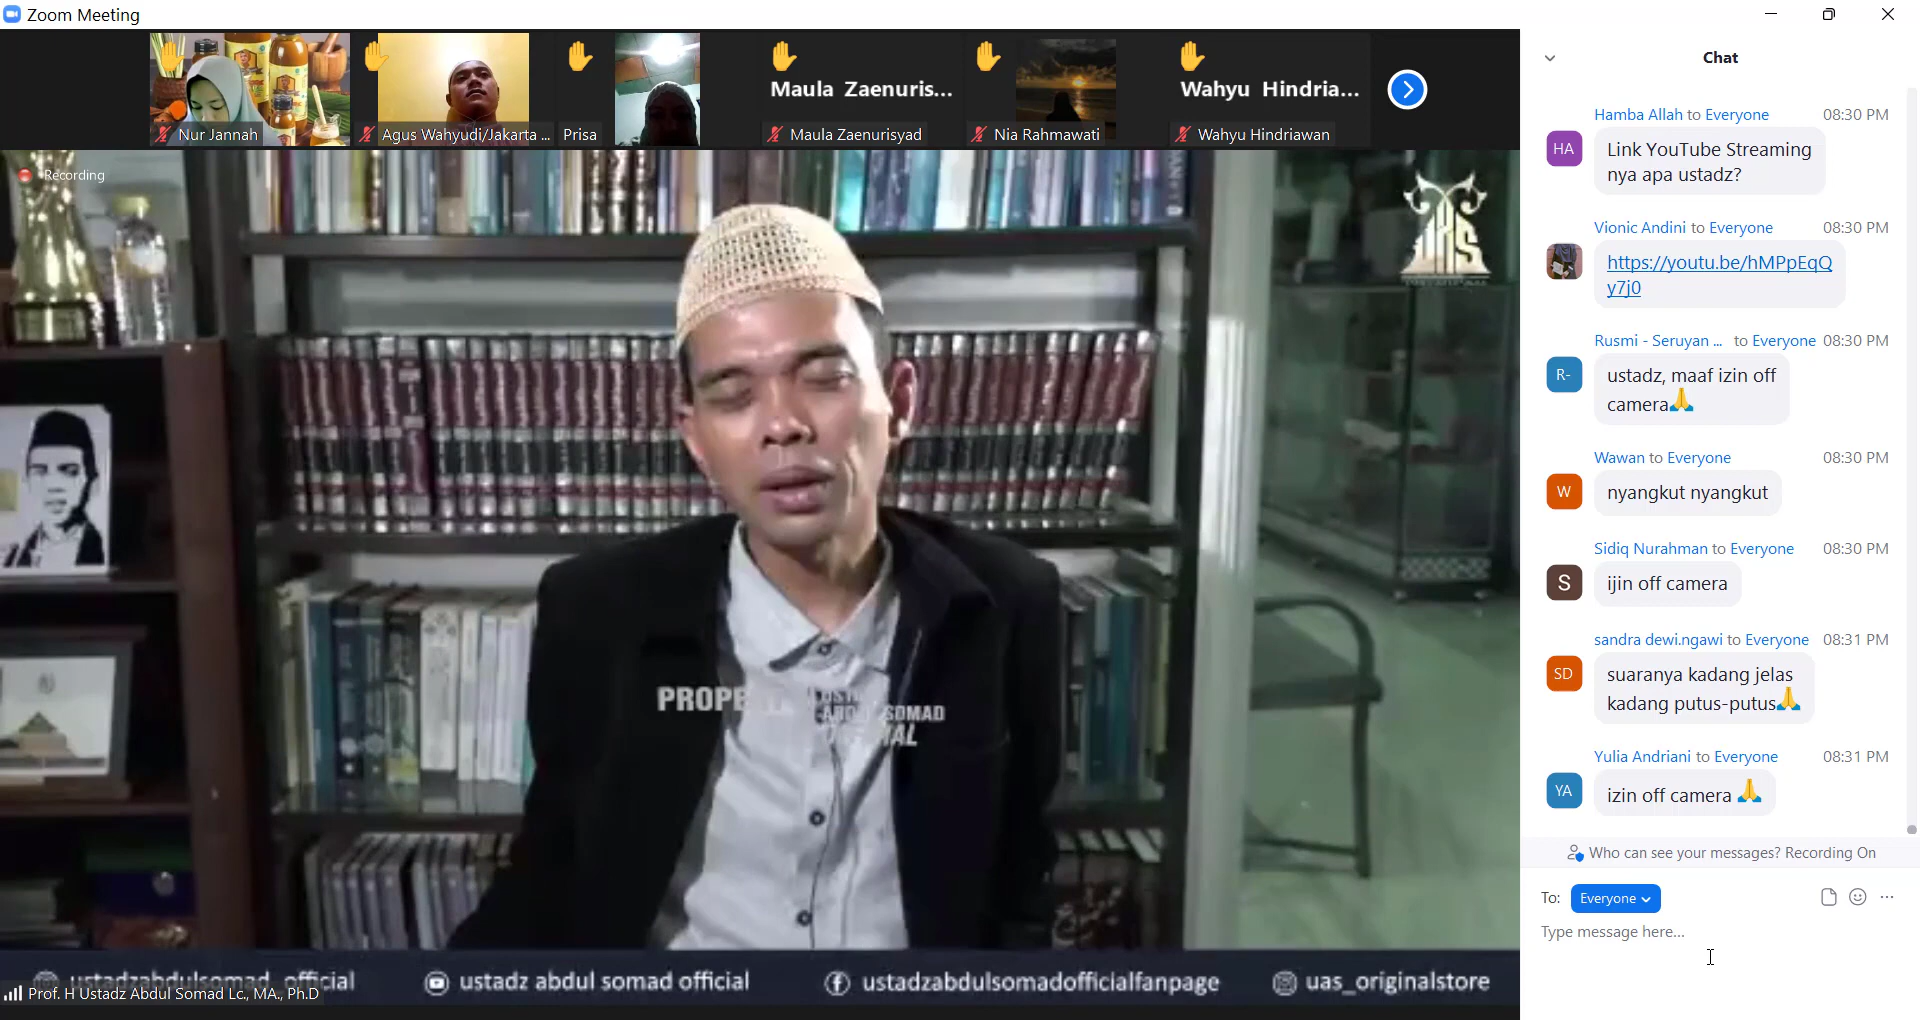 Zoom Meeting
Nur Jannah
Agus Wahyudi/Jakarta ...
Prisa
Maula Zaenuris...
Maula Zaenurisyad
Nia Rahmawati
Wahyu Hindria...
Wahyu Hindriawan
Recording
UAS
PROPE
ABDUL SOMAD
ustadzabdulsomad_official
ustadz abdul somad official
ustadzabdulsomadofficialfanpage
uas_originalstore
Prof. H Ustadz Abdul Somad Lc., MA., Ph.D
Chat
Hamba Allah to Everyone 08:30 PM
HA
Link YouTube Streaming
nya apa ustadz?
Vionic Andini to Everyone 08:30 PM
https://youtu.be/hMPpEqQ
y7j0
Rusmi - Seruyan ... to Everyone 08:30 PM
R-
ustadz, maaf izin off
camera🙏
Wawan to Everyone 08:30 PM
W
nyangkut nyangkut
Sidiq Nurahman to Everyone 08:30 PM
S
ijin off camera
sandra dewi.ngawi to Everyone 08:31 PM
SD
suaranya kadang jelas
kadang putus-putus🙏
Yulia Andriani to Everyone 08:31 PM
YA
izin off camera 🙏
Who can see your messages? Recording On
To: Everyone
Type message here...